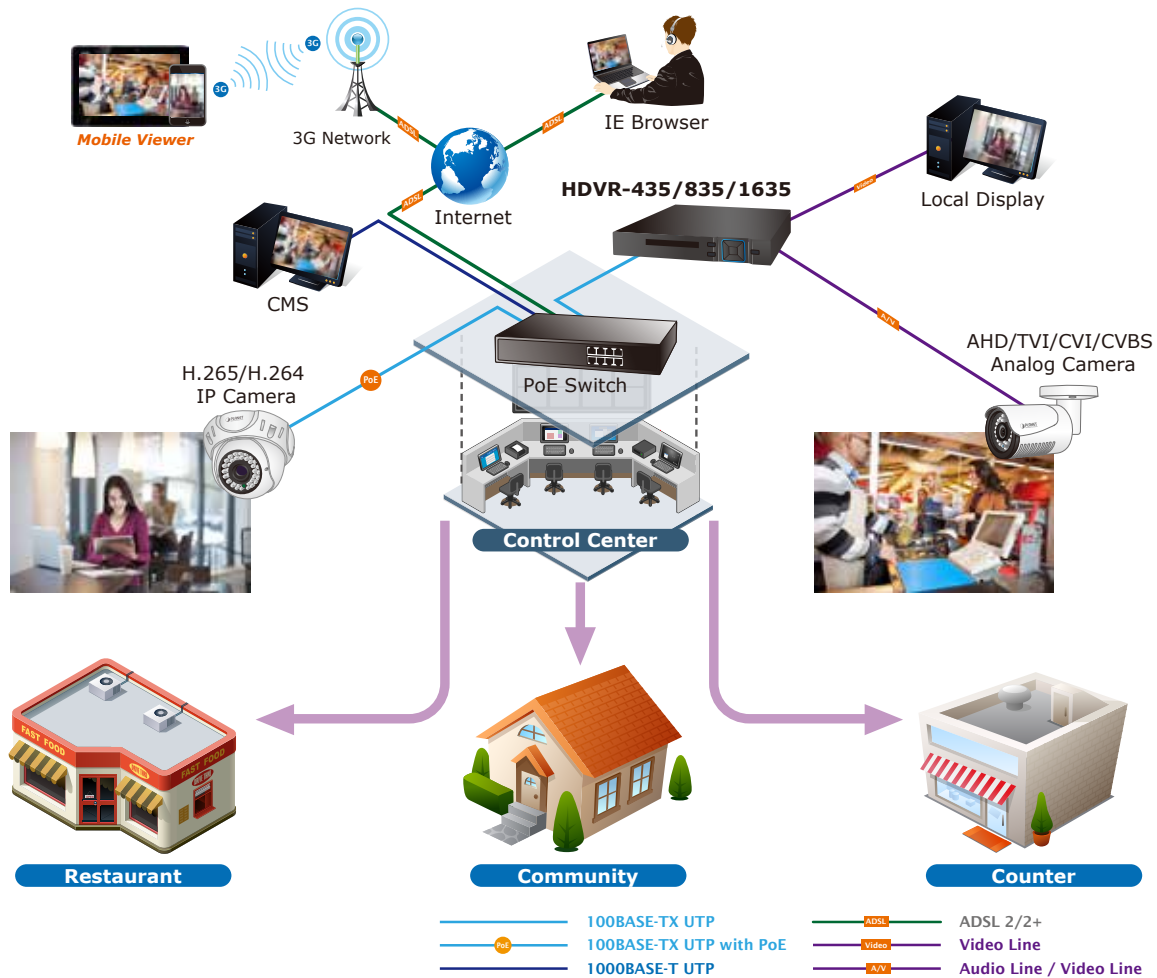 3G
3G
Mobile Viewer
3G Network
ADSL
ADSL
IE Browser
ADSL
Internet
HDVR-435/835/1635
Video
Local Display
CMS
A/V
AHD/TVI/CVI/CVBS
Analog Camera
PoE Switch
H.265/H.264
IP Camera
PoE
PLANET
PLANET
Control Center
FAST FOOD
FAST FOOD
Restaurant
Community
Counter
100BASE-TX UTP
PoE
100BASE-TX UTP with PoE
1000BASE-T UTP
ADSL
ADSL 2/2+
Video
Video Line
A/V
Audio Line / Video Line